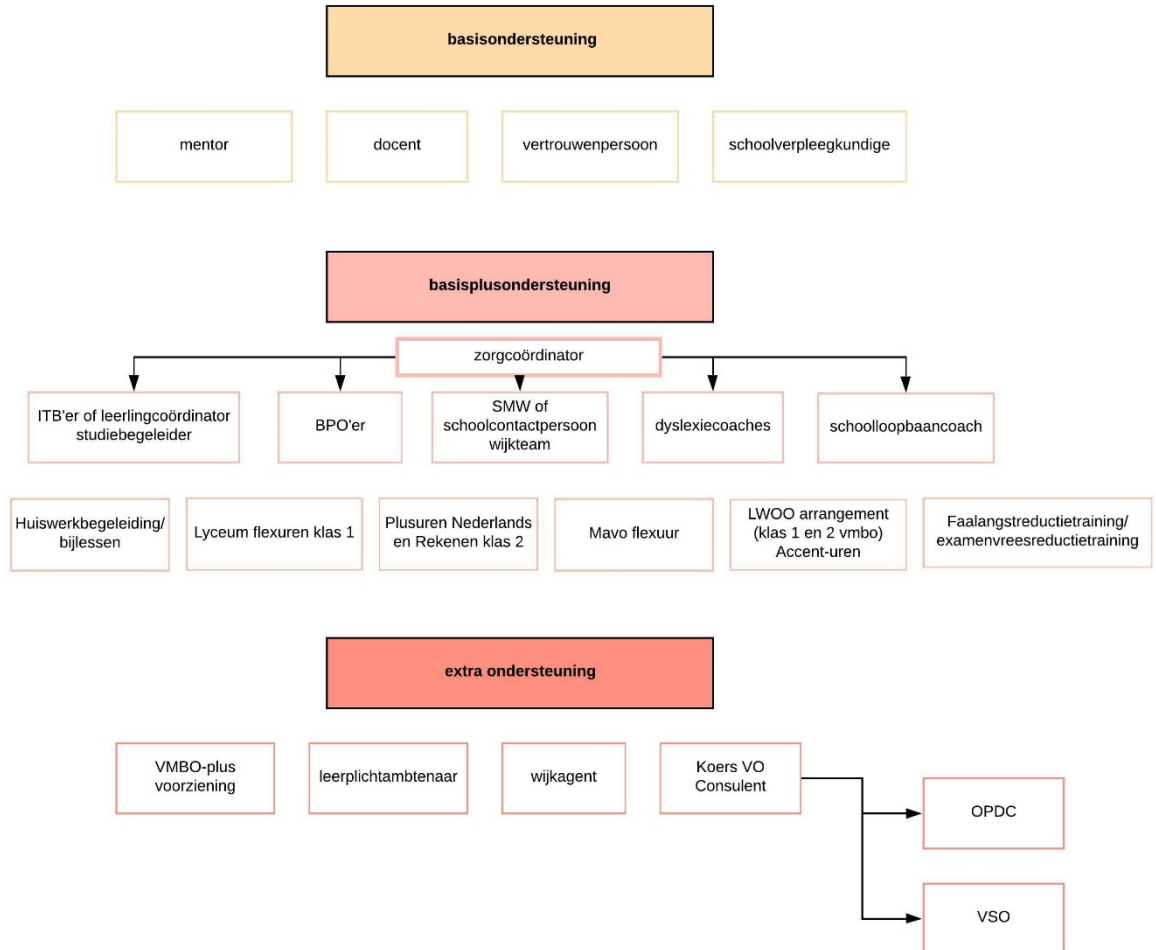 basisondersteuning
mentor
docent
vertrouwenpersoon
schoolverpleegkundige
basisplusondersteuning
zorgcoördinator
ITB'er of leerlingcoördinator
studiebegeleider
BPO'er
SMW of
schoolcontactpersoon
wijkteam
dyslexiecoaches
schoolloopbaancoach
Huiswerkbegeleiding/
bijlessen
Lyceum flexuren klas 1
Plusuren Nederlands
en Rekenen klas 2
Mavo flexuur
LWOO arrangement
(klas 1 en 2 vmbo)
Accent-uren
Faalangstreductietraining/
examenvreesreductietraining
extra ondersteuning
VMBO-plus
voorziening
leerplichtambtenaar
wijkagent
Koers VO
Consulent
OPDC
VSO